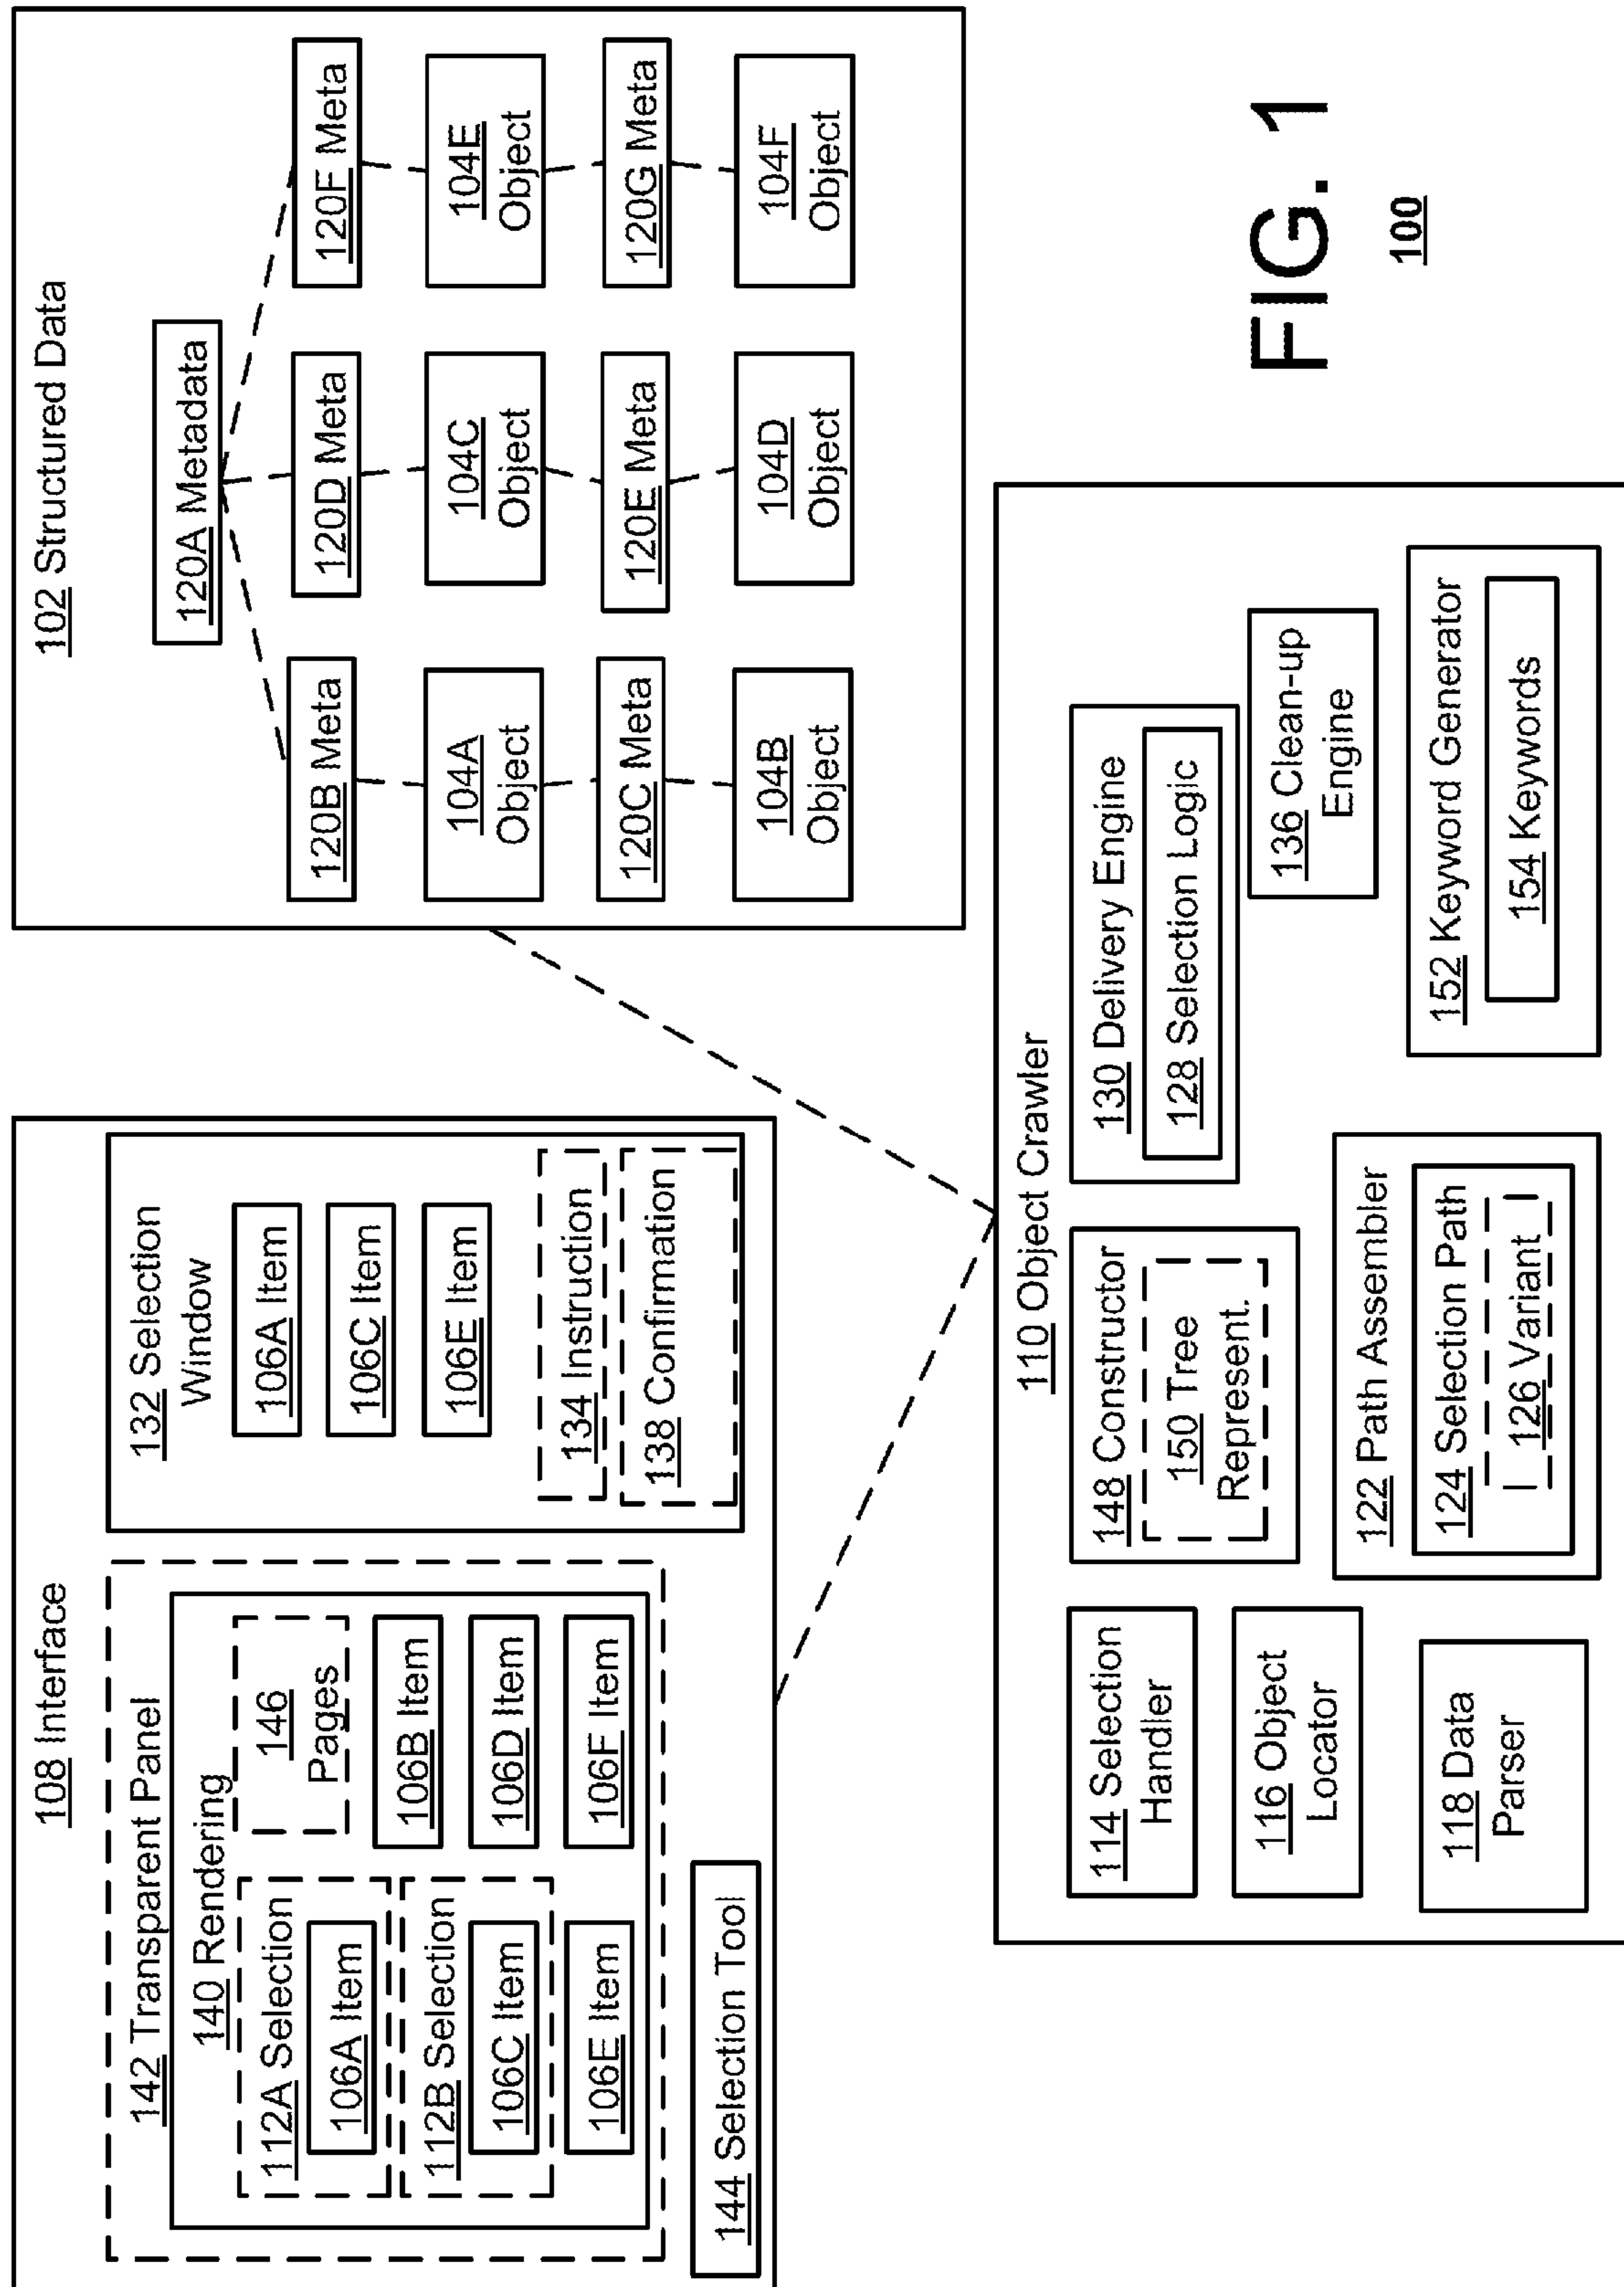 108 Interface
142 Transparent Panel
140 Rendering
112A Selection
106A Item
146
Pages
112B Selection
106C Item
106B Item
106D Item
106E Item
106F Item
144 Selection Tool
132 Selection
Window
106A Item
106C Item
106E Item
134 Instruction
138 Confirmation
102 Structured Data
120A Metadata
120B Meta
120D Meta
120F Meta
104A
Object
104C
Object
104E
Object
120C Meta
120E Meta
120G Meta
104B
Object
104D
Object
104F
Object
110 Object Crawler
114 Selection
Handler
116 Object
Locator
118 Data
Parser
148 Constructor
150 Tree
Represent.
122 Path Assembler
124 Selection Path
126 Variant
130 Delivery Engine
128 Selection Logic
136 Clean-up
Engine
152 Keyword Generator
154 Keywords
FIG. 1
100